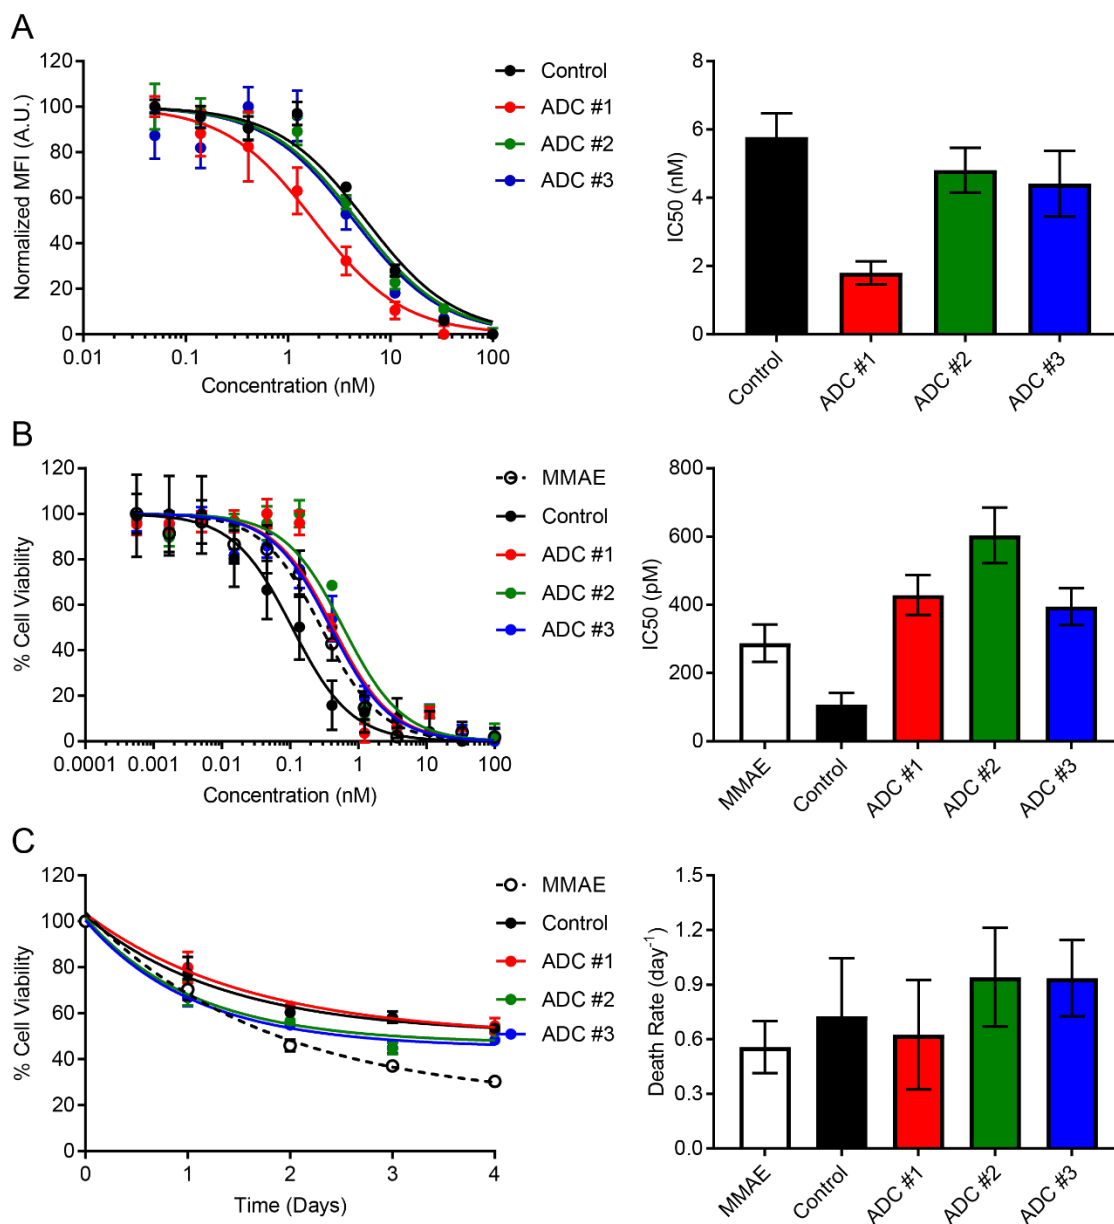 A
120
100
80
60
40
20
0
Normalized MFI (A.U.)
0.01
0.1
1
10
100
Concentration (nM)
Control
ADC #1
ADC #2
ADC #3
8
6
4
2
0
IC50 (nM)
Control
ADC #1
ADC #2
ADC #3
B
120
100
80
60
40
20
0
% Cell Viability
0.0001
0.001
0.01
0.1
1
10
100
Concentration (nM)
MMAE
Control
ADC #1
ADC #2
ADC #3
800
600
400
200
0
IC50 (pM)
MMAE
Control
ADC #1
ADC #2
ADC #3
C
120
100
80
60
40
20
0
% Cell Viability
0
1
2
3
4
Time (Days)
MMAE
Control
ADC #1
ADC #2
ADC #3
1.5
1.2
0.9
0.6
0.3
0.0
Death Rate (day⁻¹)
MMAE
Control
ADC #1
ADC #2
ADC #3